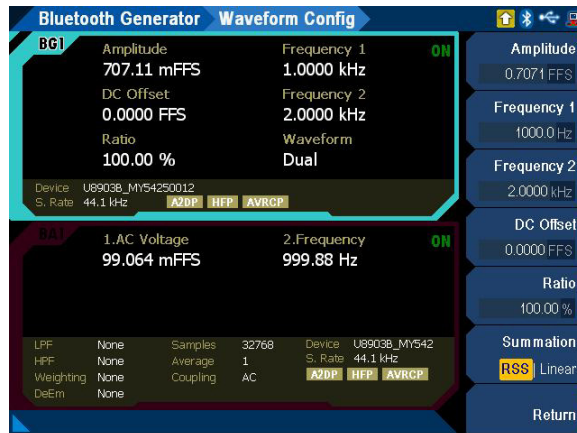 Bluetooth Generator Waveform Config
BG1
Amplitude Frequency 1 ON
707.11 mFFS 1.0000 kHz
DC Offset Frequency 2
0.0000 FFS 2.0000 kHz
Ratio Waveform
100.00 % Dual
Device U8903B_MY54250012
S. Rate 44.1 kHz A2DP HFP AVRCP
BA1
1.AC Voltage 2.Frequency ON
99.064 mFFS 999.88 Hz
LPF None Samples 32768 Device U8903B_MY542
HPF None Average 1 S. Rate 44.1 kHz
Weighting None Coupling AC A2DP HFP AVRCP
DeEm None
Amplitude
0.7071 FFS
Frequency 1
1000.0 Hz
Frequency 2
2.0000 kHz
DC Offset
0.0000 FFS
Ratio
100.00 %
Summation
RSS | Linear
Return